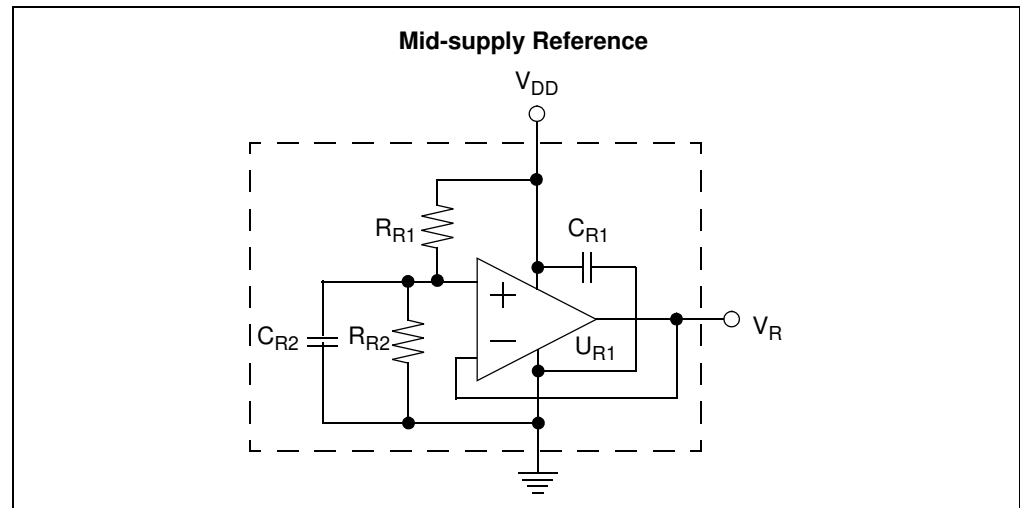 Mid-supply Reference
V_DD
R_R1
C_R1
+
C_R2
R_R2
−
U_R1
V_R